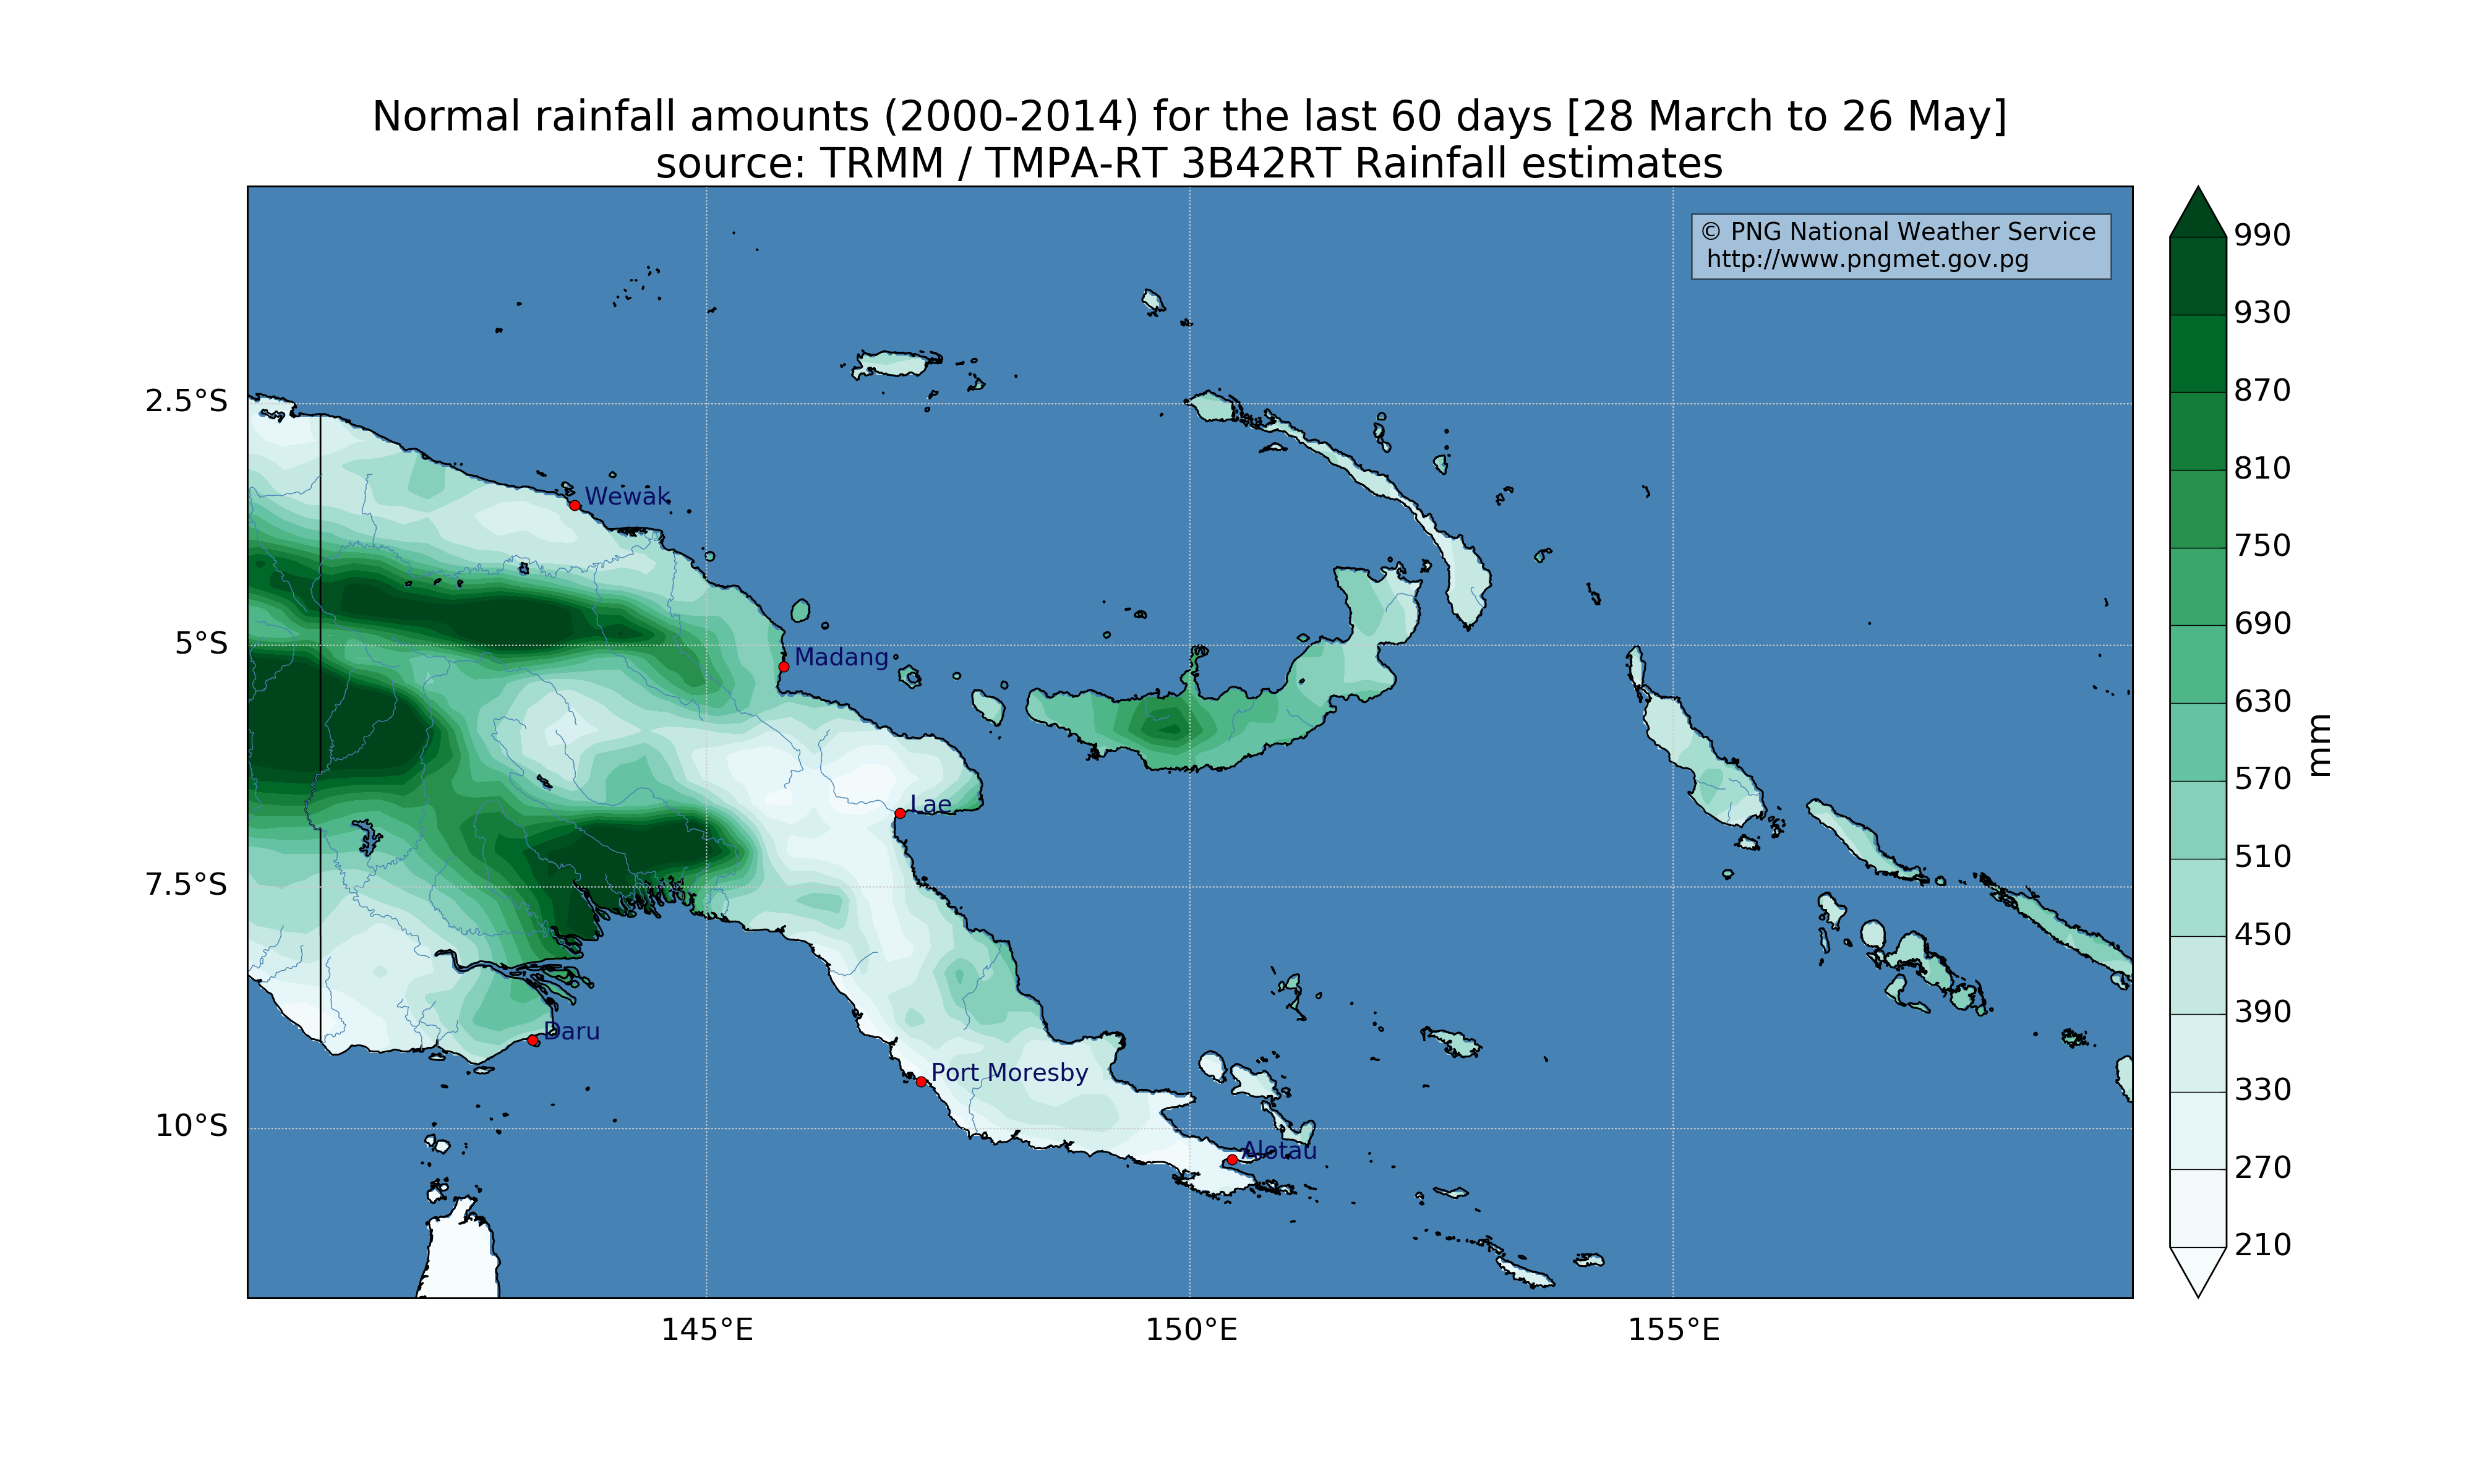 Normal rainfall amounts (2000-2014) for the last 60 days [28 March to 26 May]
source: TRMM / TMPA-RT 3B42RT Rainfall estimates
© PNG National Weather Service
http://www.pngmet.gov.pg
990
930
870
810
750
690
630
570
510
450
390
330
270
210
mm
2.5°S
5°S
7.5°S
10°S
Wewak
Madang
Lae
Daru
Port Moresby
Alotau
145°E
150°E
155°E